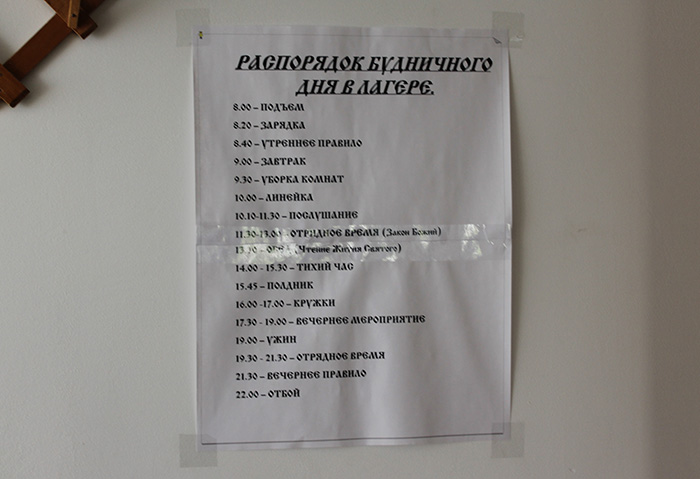 РАСПОРЯДОК БУДНИЧНОГО
ДНЯ В ЛАГЕРЕ.
8.00 – ПОДЪЕМ
8.20 – ЗАРЯДКА
8.40 – УТРЕННЕЕ ПРАВИЛО
9.00 – ЗАВТРАК
9.30 – УБОРКА КОМНАТ
10.00 – ЛИНЕЙКА
10.10-11.30 – ПОСЛУШАНИЕ
11.30-13.00 – ОТРЯДНОЕ ВРЕМЯ (Закон Божий)
(Чтение Жития Святого)
14.00 - 15.30 – ТИХИЙ ЧАС
15.45 – ПОЛДНИК
16.00 -17.00 – КРУЖКИ
17.30 - 19.00 – ВЕЧЕРНЕЕ МЕРОПРИЯТИЕ
19.00 – УЖИН
19.30 - 21.30 – ОТРЯДНОЕ ВРЕМЯ
21.30 – ВЕЧЕРНЕЕ ПРАВИЛО
22.00 – ОТБОЙ